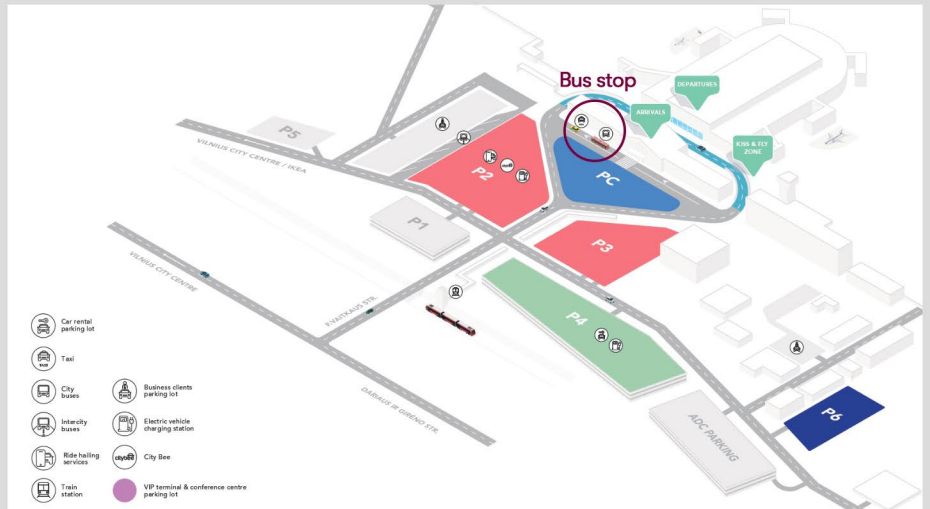 Bus stop
DEPARTURES
ARRIVALS
KISS & FLY
ZONE
P5
VILNIUS CITY CENTRE / IKEA
P2
citybee
PC
P1
P3
VILNIUS CITY CENTRE
P.VAITKAUS STR.
P4
DARIAUS IR GIRĖNO STR.
ADC PARKING
P6
Car rental
parking lot
TAXI
Taxi
City
buses
Business clients
parking lot
Intercity
buses
Electric vehicle
charging station
Ride hailing
services
citybee
City Bee
Train
station
VIP terminal & conference centre
parking lot